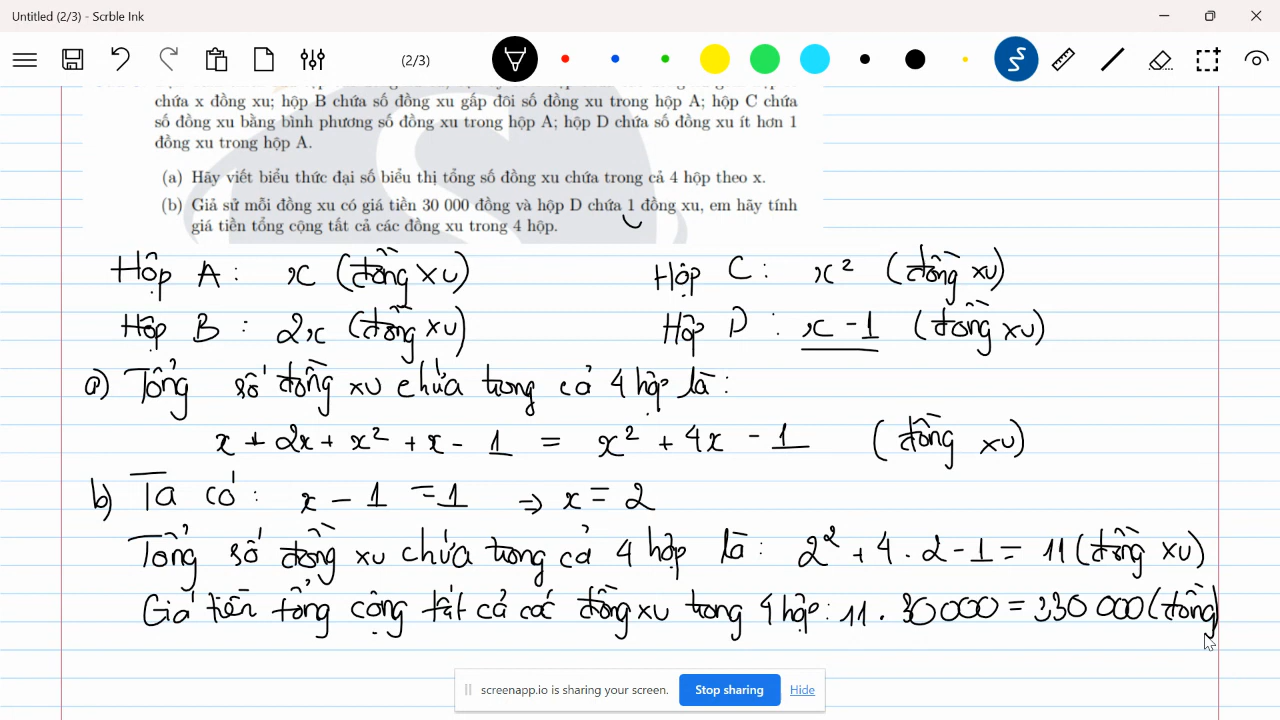 Untitled (2/3) - Scrble Ink
(2/3)
chứa x đồng xu; hộp B chứa số đồng xu gấp đôi số đồng xu trong hộp A; hộp C chứa
số đồng xu bằng bình phương số đồng xu trong hộp A; hộp D chứa số đồng xu ít hơn 1
đồng xu trong hộp A.
(a) Hãy viết biểu thức đại số biểu thị tổng số đồng xu chứa trong cả 4 hộp theo x.
(b) Giả sử mỗi đồng xu có giá tiền 30 000 đồng và hộp D chứa 1 đồng xu, em hãy tính
giá tiền tổng cộng tất cả các đồng xu trong 4 hộp.
Hộp A : x (đồng xu)
Hộp C : x² (đồng xu)
Hộp B : 2x (đồng xu)
Hộp D : x - 1 (đồng xu)
a) Tổng số đồng xu chứa trong cả 4 hộp là :
x + 2x + x² + x - 1 = x² + 4x - 1 (đồng xu)
b) Ta có : x - 1 = 1 → x = 2
Tổng số đồng xu chứa trong cả 4 hộp là : 2² + 4 . 2 - 1 = 11 (đồng xu)
Giá tiền tổng cộng tất cả các đồng xu trong 4 hộp : 11 . 30 000 = 330 000 (đồng)
screenapp.io is sharing your screen.
Stop sharing
Hide